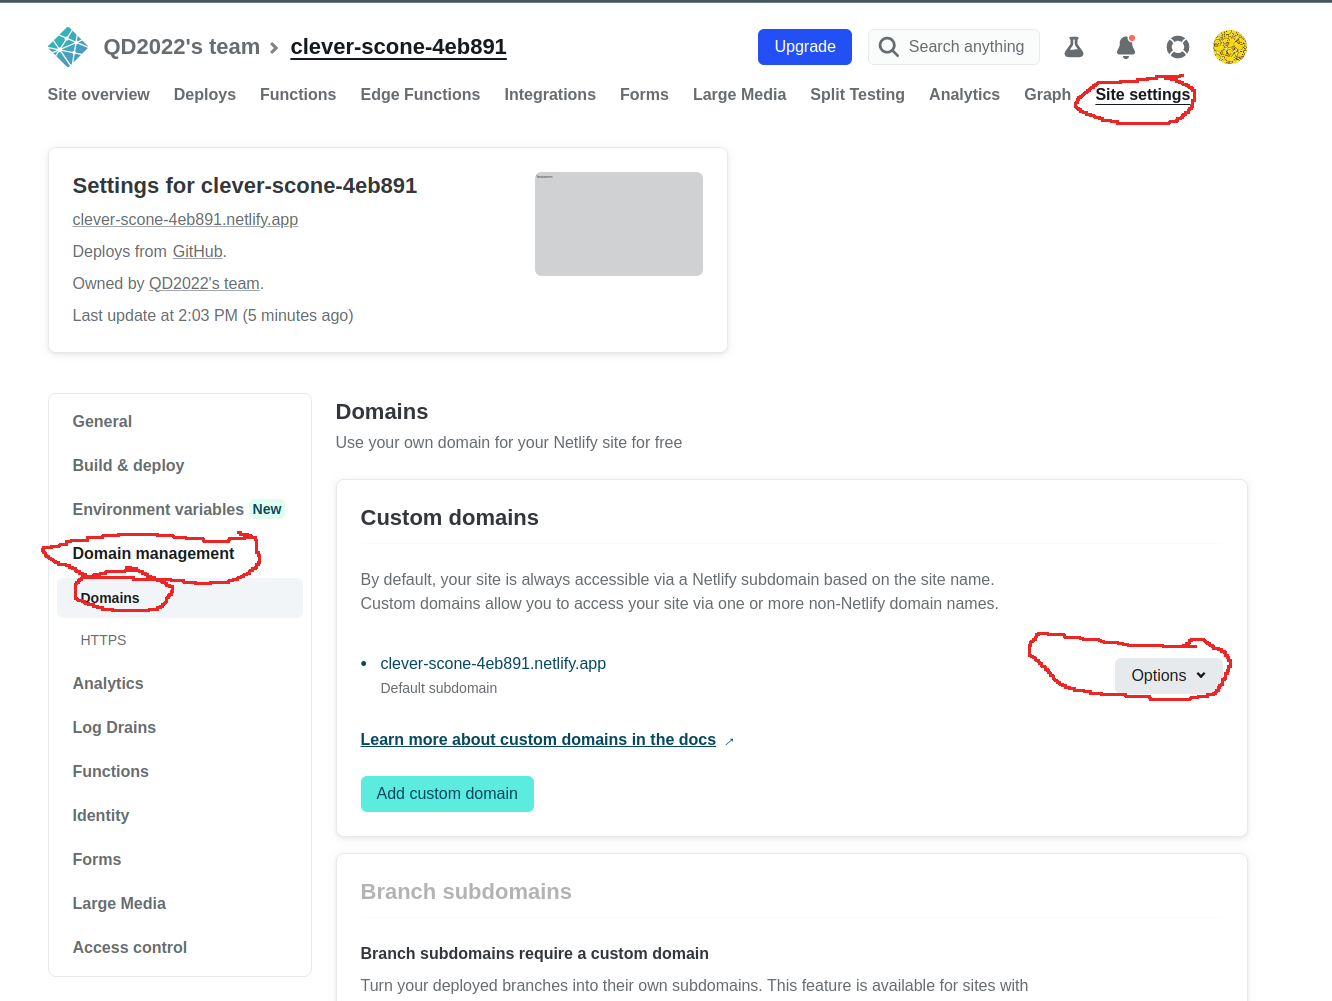 QD2022's team > clever-scone-4eb891
Upgrade
Search anything
Site overview Deploys Functions Edge Functions Integrations Forms Large Media Split Testing Analytics Graph Site settings
Settings for clever-scone-4eb891
clever-scone-4eb891.netlify.app
Deploys from GitHub.
Owned by QD2022's team.
Last update at 2:03 PM (5 minutes ago)
General
Build & deploy
Environment variables New
Domain management
Domains
HTTPS
Analytics
Log Drains
Functions
Identity
Forms
Large Media
Access control
Domains
Use your own domain for your Netlify site for free
Custom domains
By default, your site is always accessible via a Netlify subdomain based on the site name.
Custom domains allow you to access your site via one or more non-Netlify domain names.
• clever-scone-4eb891.netlify.app
Default subdomain
Options
Learn more about custom domains in the docs →
Add custom domain
Branch subdomains
Branch subdomains require a custom domain
Turn your deployed branches into their own subdomains. This feature is available for sites with